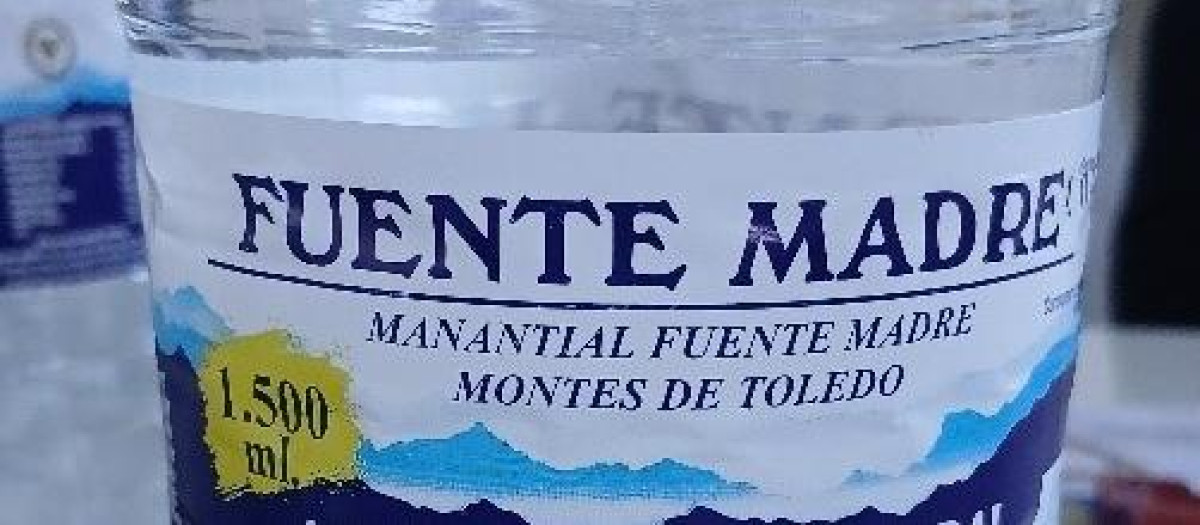 FUENTE MADRE
MANANTIAL FUENTE MADRE
MONTES DE TOLEDO
1.500
ml.